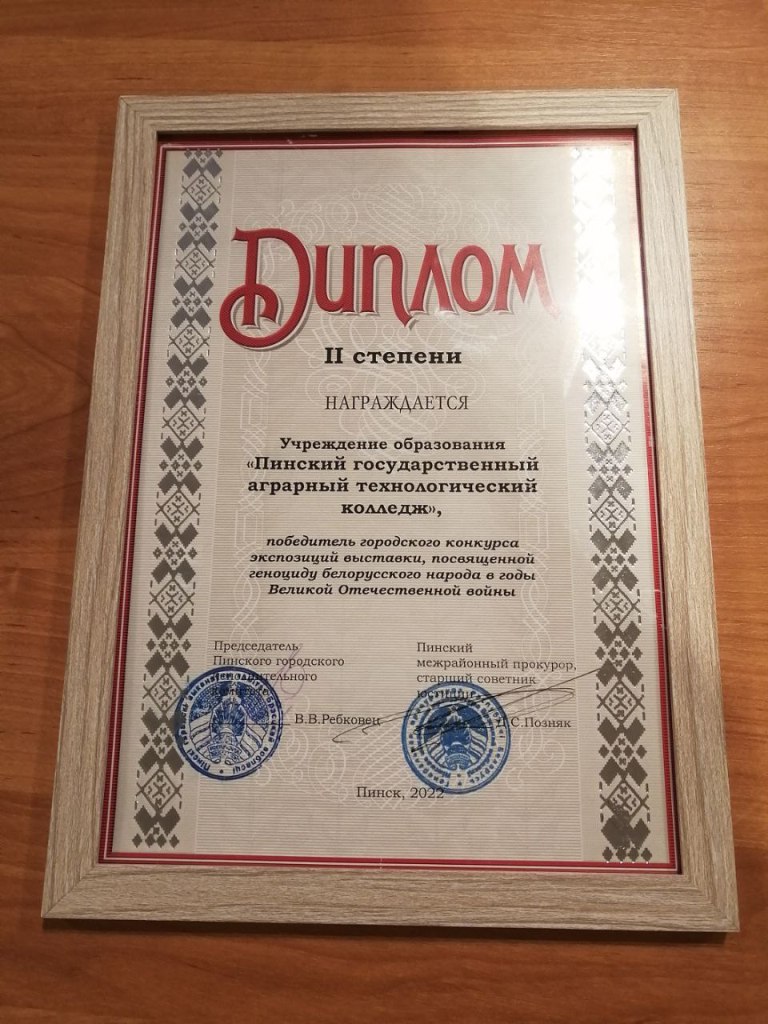 Диплом
II степени
НАГРАЖДАЕТСЯ
Учреждение образования
«Пинский государственный
аграрный технологический
колледж»,
победитель городского конкурса
экспозиций выставки, посвященной
геноциду белорусского народа в годы
Великой Отечественной войны
Председатель
Пинского городского
В.В.Ребковец
Пинский
межрайонный прокурор,
старший советник
юстиции
С.Позняк
Пинск, 2022